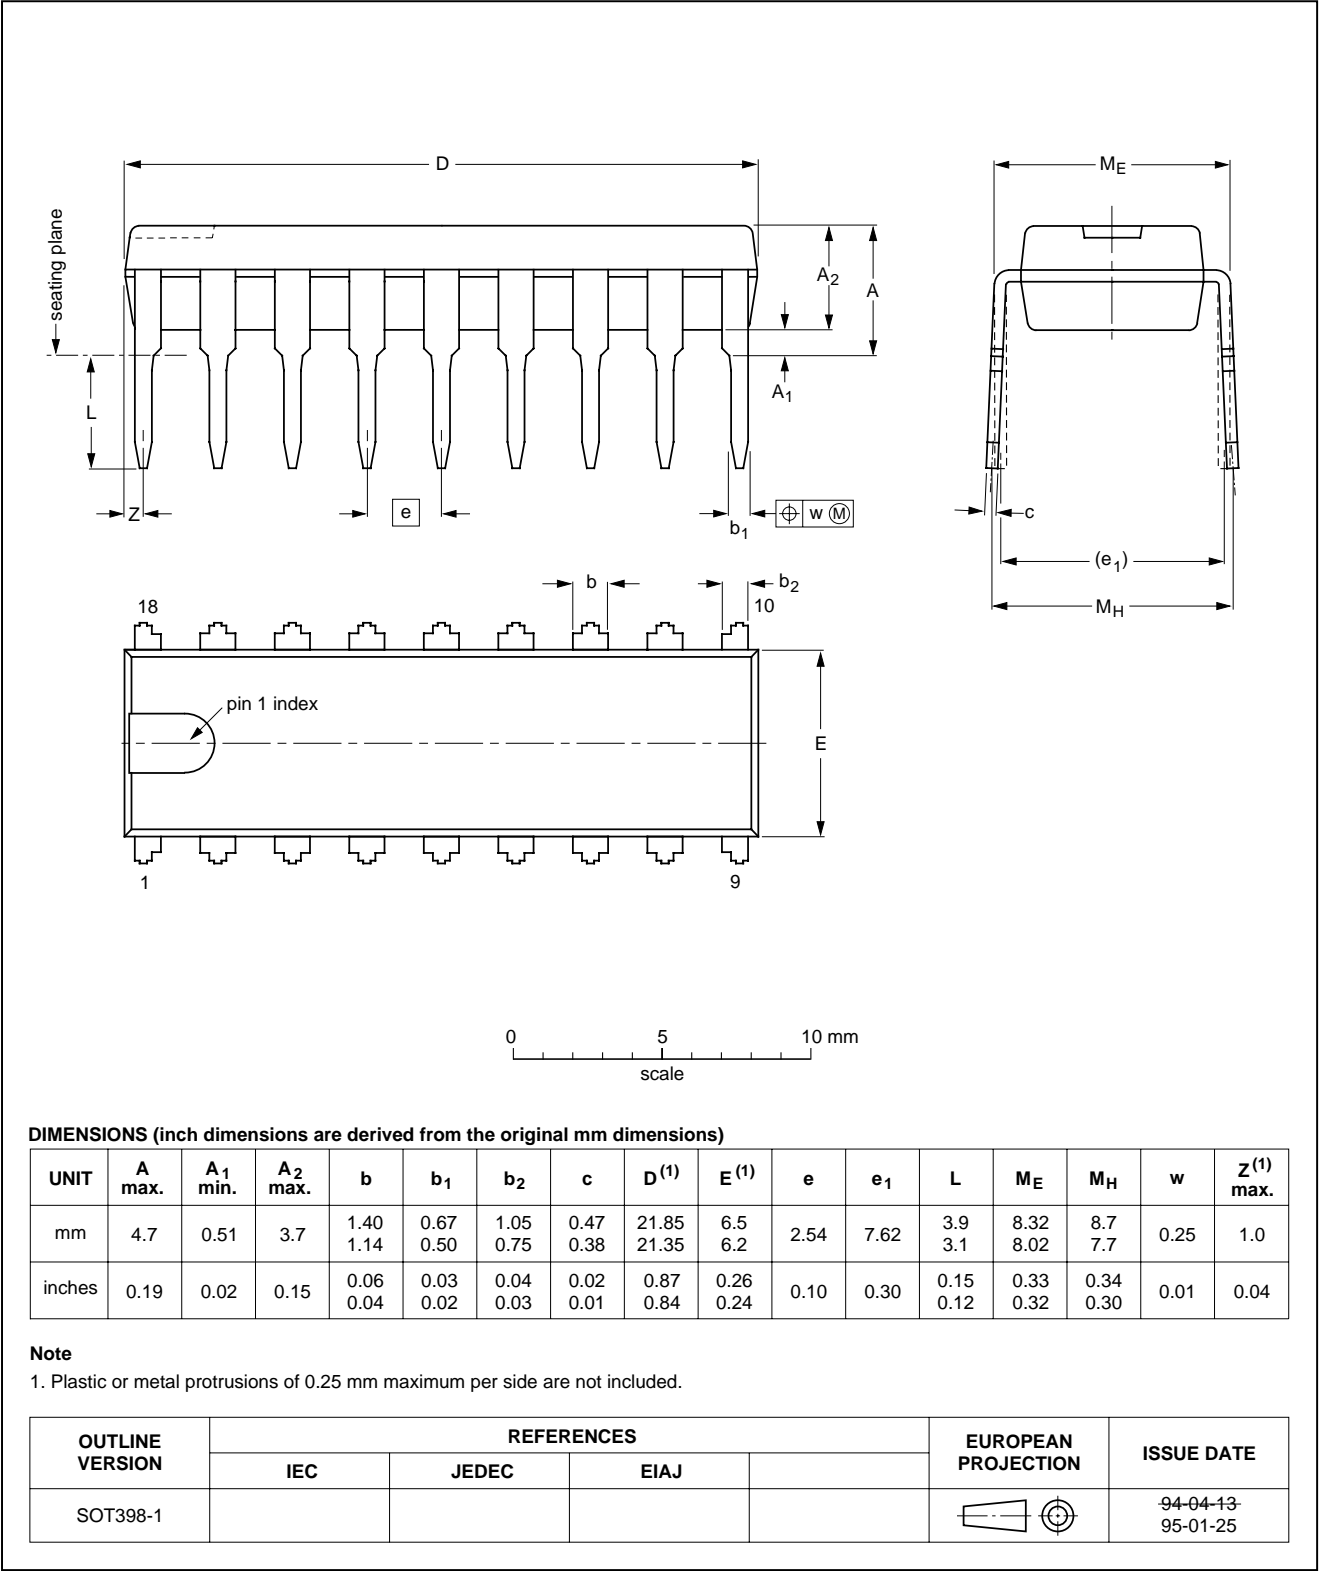 D
M_E
seating plane
A_2
A
A_1
L
Z
e
b_1
w M
c
(e_1)
M_H
b
b_2
18
10
pin 1 index
E
1
9
0 5 10 mm
scale
DIMENSIONS (inch dimensions are derived from the original mm dimensions)
UNIT A max. A_1 min. A_2 max. b b_1 b_2 c D^(1) E^(1) e e_1 L M_E M_H w Z^(1) max.
mm 4.7 0.51 3.7 1.40 1.14 0.67 0.50 1.05 0.75 0.47 0.38 21.85 21.35 6.5 6.2 2.54 7.62 3.9 3.1 8.32 8.02 8.7 7.7 0.25 1.0
inches 0.19 0.02 0.15 0.06 0.04 0.03 0.02 0.04 0.03 0.02 0.01 0.87 0.84 0.26 0.24 0.10 0.30 0.15 0.12 0.33 0.32 0.34 0.30 0.01 0.04
Note
1. Plastic or metal protrusions of 0.25 mm maximum per side are not included.
OUTLINE VERSION
REFERENCES
IEC JEDEC EIAJ
EUROPEAN PROJECTION
ISSUE DATE
SOT398-1
94-04-13
95-01-25